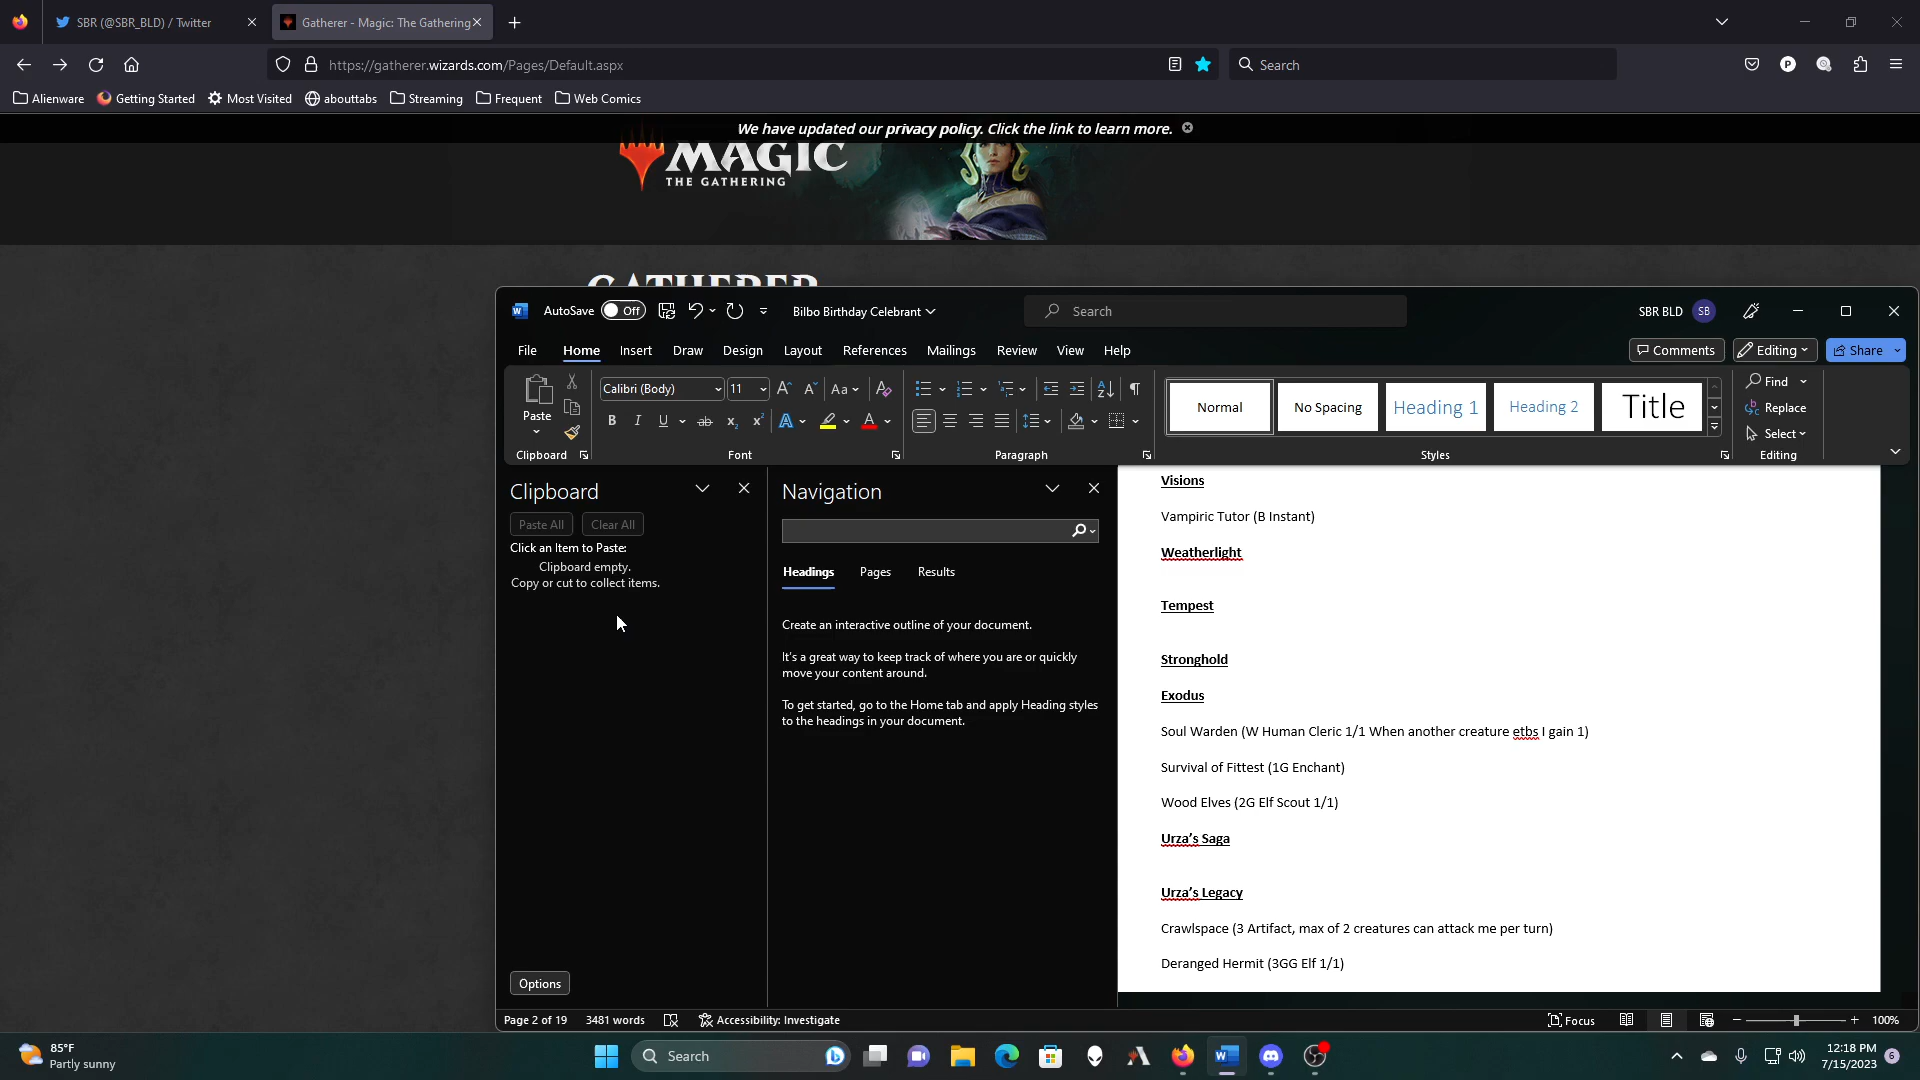 SBR (@SBR_BLD) / Twitter
Gatherer - Magic: The Gathering
https://gatherer.wizards.com/Pages/Default.aspx
Search
P
Alienware
Getting Started
Most Visited
abouttabs
Streaming
Frequent
Web Comics
We have updated our privacy policy. Click the link to learn more.
MAGIC
THE GATHERING
GATHERER
AutoSave Off
Bilbo Birthday Celebrant
Search
SBR BLD SB
File Home Insert Draw Design Layout References Mailings Review View Help
Comments
Editing
Share
Paste
Calibri (Body) 11
Normal
No Spacing
Heading 1
Heading 2
Title
Find
Replace
Select
Clipboard
Font
Paragraph
Styles
Editing
Clipboard
Paste All
Clear All
Click an Item to Paste:
Clipboard empty.
Copy or cut to collect items.
Options
Navigation
Headings Pages Results
Create an interactive outline of your document.
It's a great way to keep track of where you are or quickly
move your content around.
To get started, go to the Home tab and apply Heading styles
to the headings in your document.
Visions
Vampiric Tutor (B Instant)
Weatherlight
Tempest
Stronghold
Exodus
Soul Warden (W Human Cleric 1/1 When another creature etbs I gain 1)
Survival of Fittest (1G Enchant)
Wood Elves (2G Elf Scout 1/1)
Urza's Saga
Urza's Legacy
Crawlspace (3 Artifact, max of 2 creatures can attack me per turn)
Deranged Hermit (3GG Elf 1/1)
Page 2 of 19
3481 words
Accessibility: Investigate
Focus
100%
85°F
Partly sunny
Search
12:18 PM
7/15/2023
6